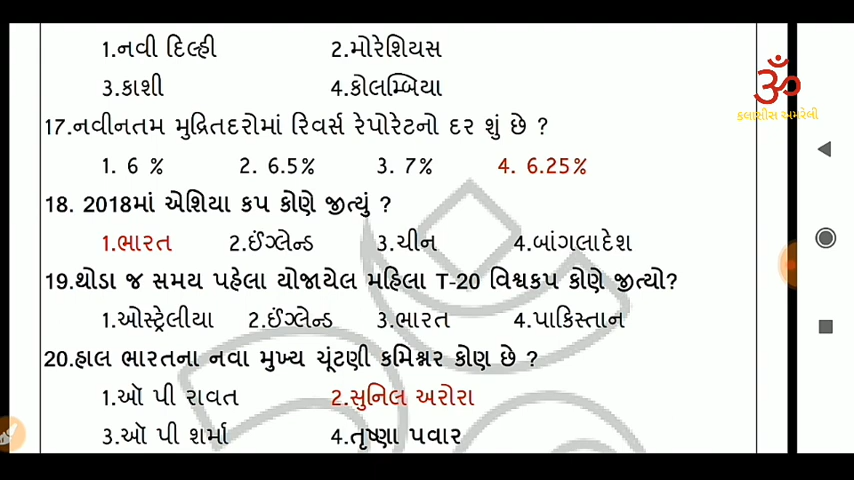 1.નવી દિલ્હી 2.મોરેશિયસ
3.કાશી 4.કોલમ્બિયા
ૐ
કલાસીસ અમરેલી
17.નવીનતમ મુદ્રિતદરોમાં રિવર્સ રેપોરેટનો દર શું છે ?
1. 6 % 2. 6.5% 3. 7% 4. 6.25%
18. 2018માં એશિયા કપ કોણે જીત્યું ?
1.ભારત 2.ઈંગ્લેન્ડ 3.ચીન 4.બાંગલાદેશ
19.થોડા જ સમય પહેલા યોજાયેલ મહિલા T-20 વિશ્વકપ કોણે જીત્યો?
1.ઓસ્ટ્રેલીયા 2.ઈંગ્લેન્ડ 3.ભારત 4.પાકિસ્તાન
20.હાલ ભારતના નવા મુખ્ય ચૂંટણી કમિશ્નર કોણ છે ?
1.ઑ પી રાવત 2.સુનિલ અરોરા
3.ઑ પી શર્મા 4.તૃષ્ણા પવાર